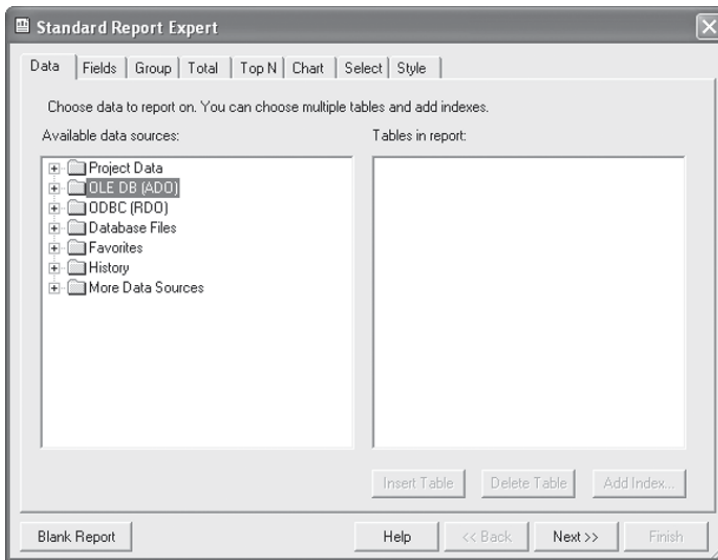 Standard Report Expert
Data Fields Group Total Top N Chart Select Style
Choose data to report on. You can choose multiple tables and add indexes.
Available data sources: Tables in report:
Project Data
OLE DB (ADO)
ODBC (RDO)
Database Files
Favorites
History
More Data Sources
Insert Table Delete Table Add Index...
Blank Report Help << Back Next >> Finish